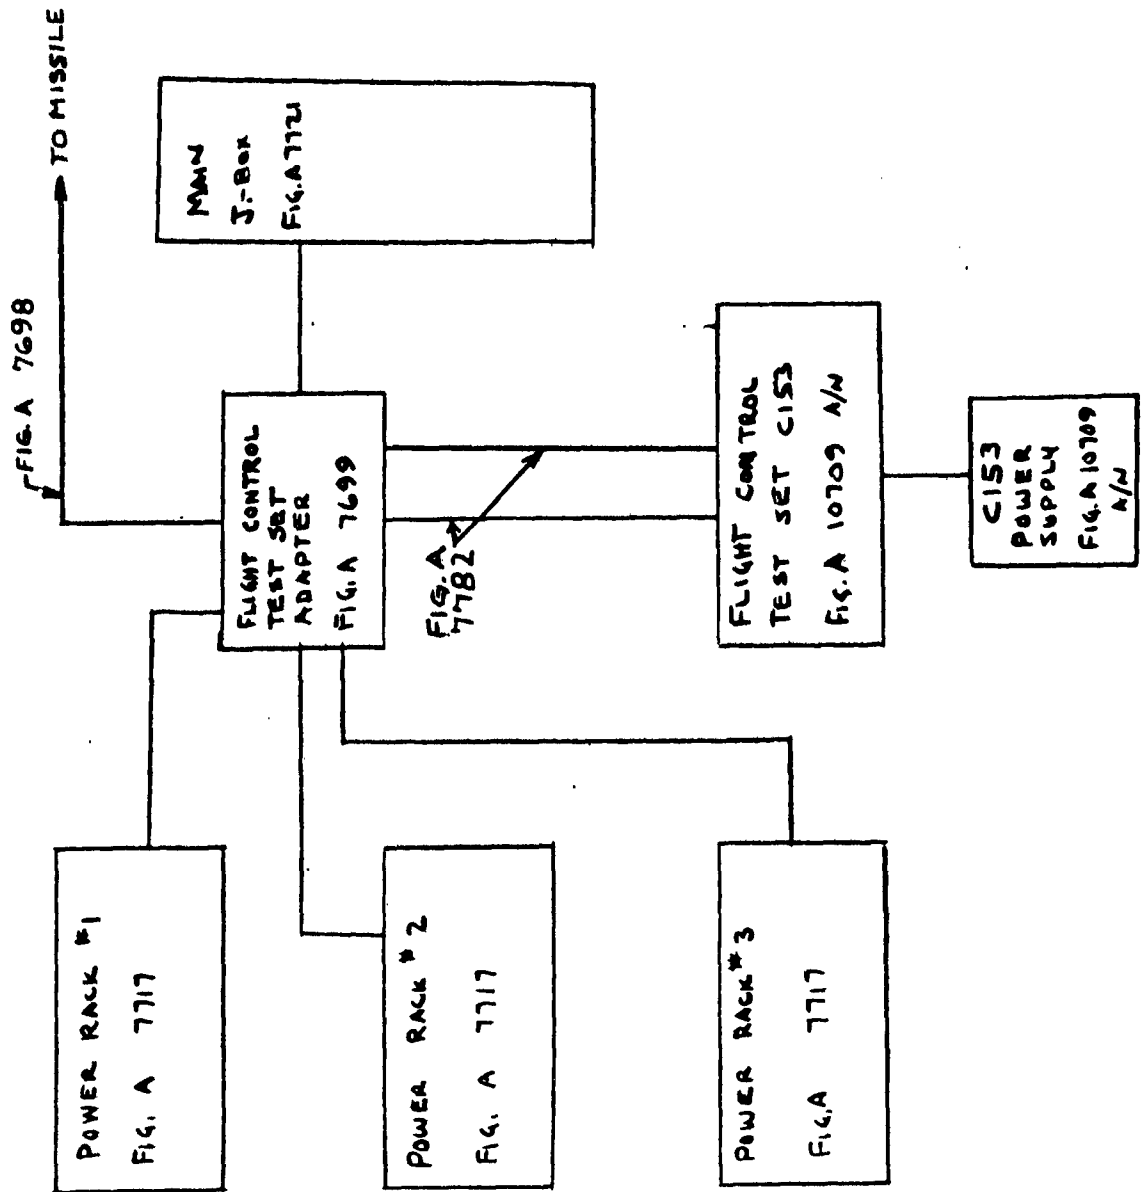 FIG. A 7698
TO MISSILE
POWER RACK #1
FIG. A 7717
FLIGHT CONTROL
TEST SET
ADAPTER
FIG. A 7699
MAIN
J.-BOX
FIG. A 7721
POWER RACK #2
FIG. A 7717
FIG. A
7782
POWER RACK #3
FIG. A 7717
FLIGHT CONTROL
TEST SET C153
FIG. A 10709 A/N
C153
POWER
SUPPLY
FIG. A 10709
A/N